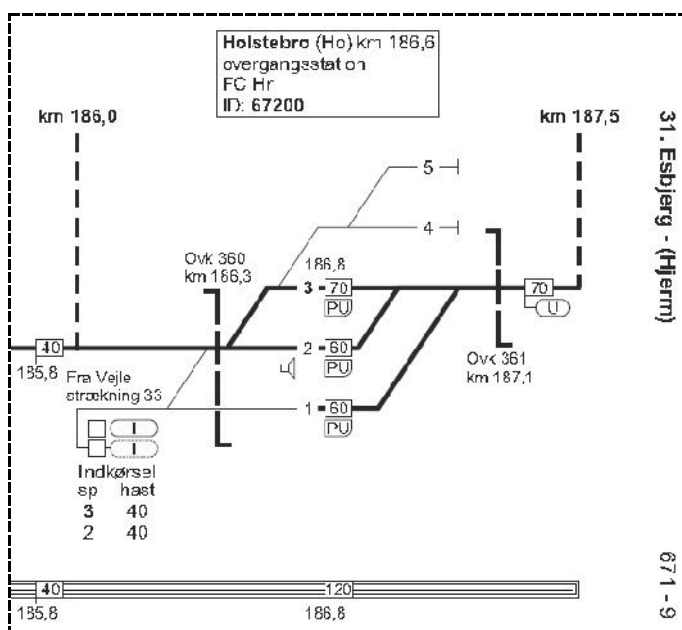 Holstebro (Ho) km 186,6
overgangsstation
FC Hr
ID: 67200
km 186,0
km 187,5
31. Esbjerg - (Hjerm)
5
4
Ovk 360
km 186,3
186,8
3 70
PU
70
U
40
2 60
PU
185,8
Fra Vejle
strækning 33
Ovk 361
km 187,1
1 60
PU
I
I
Indkørsel
sp hast
3 40
2 40
40
120
185,8
186,8
671 - 9